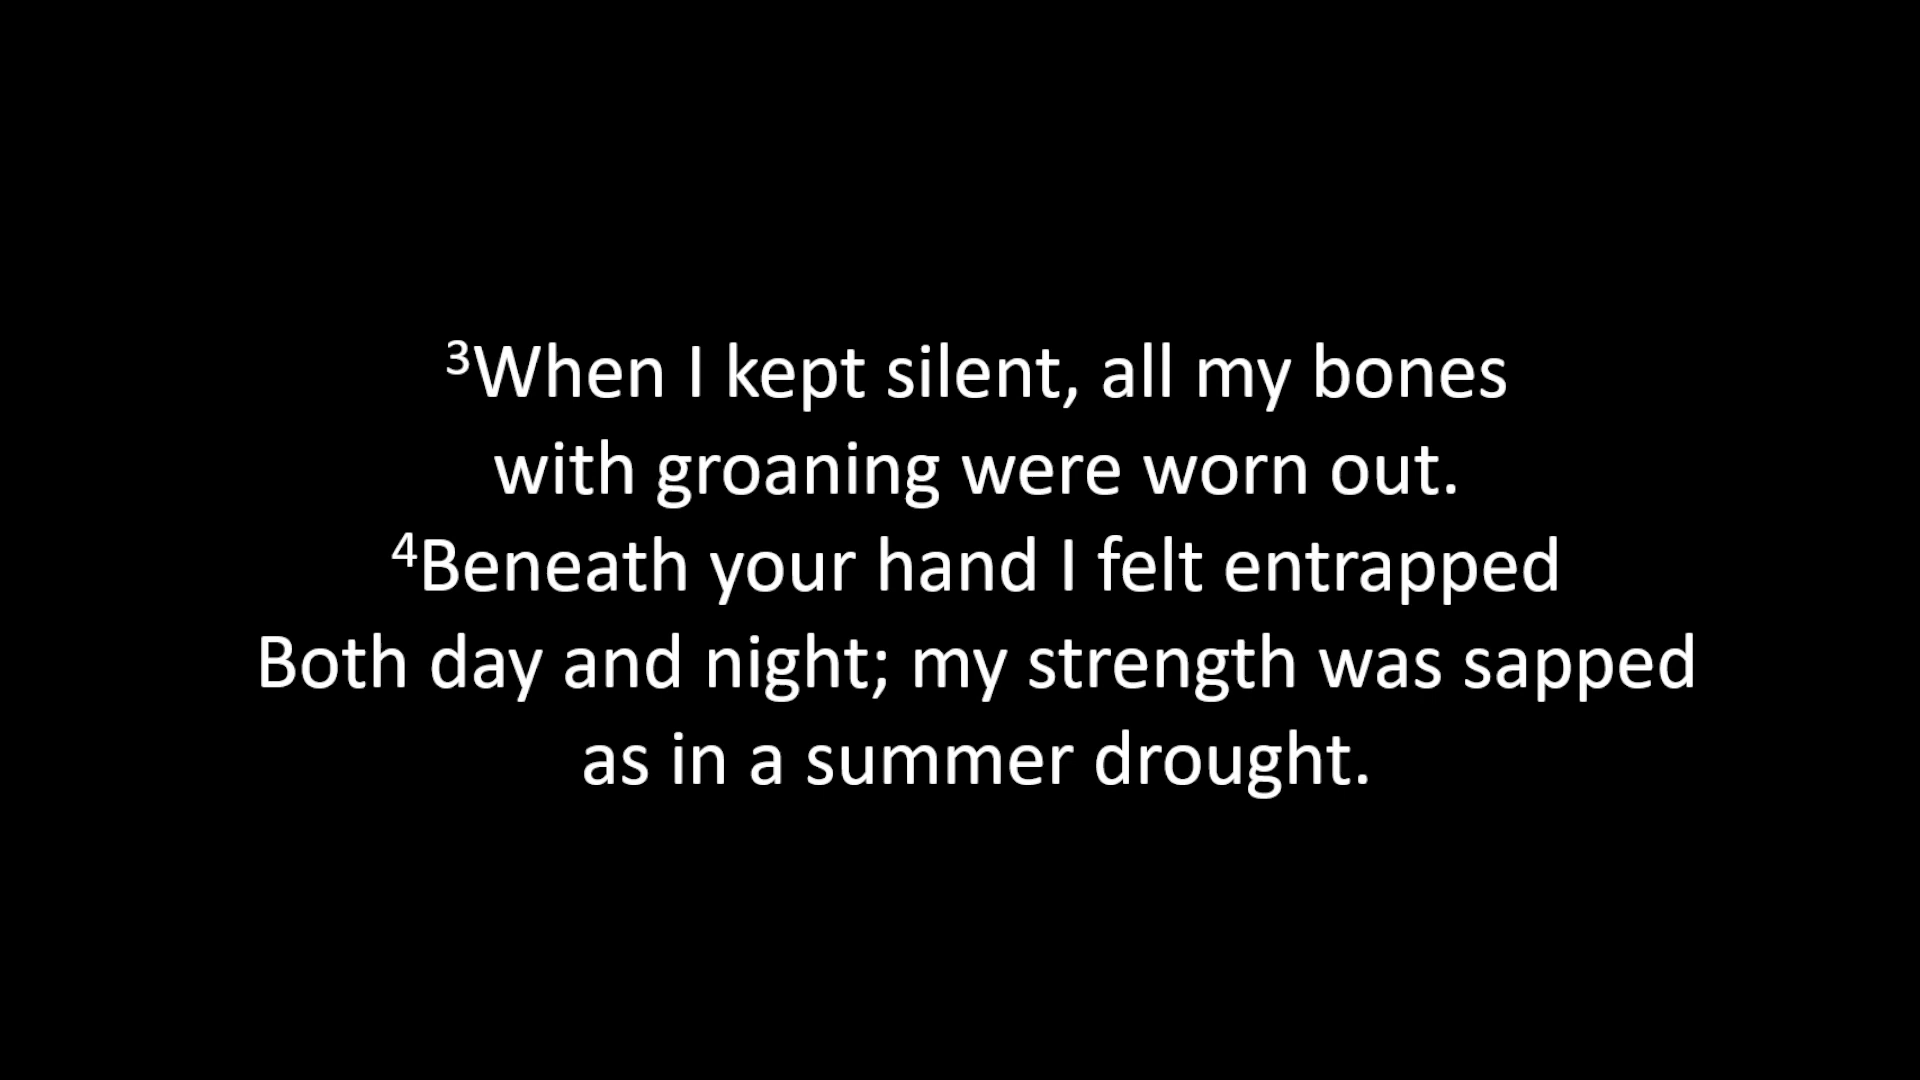 ³When I kept silent, all my bones
with groaning were worn out.
⁴Beneath your hand I felt entrapped
Both day and night; my strength was sapped
as in a summer drought.